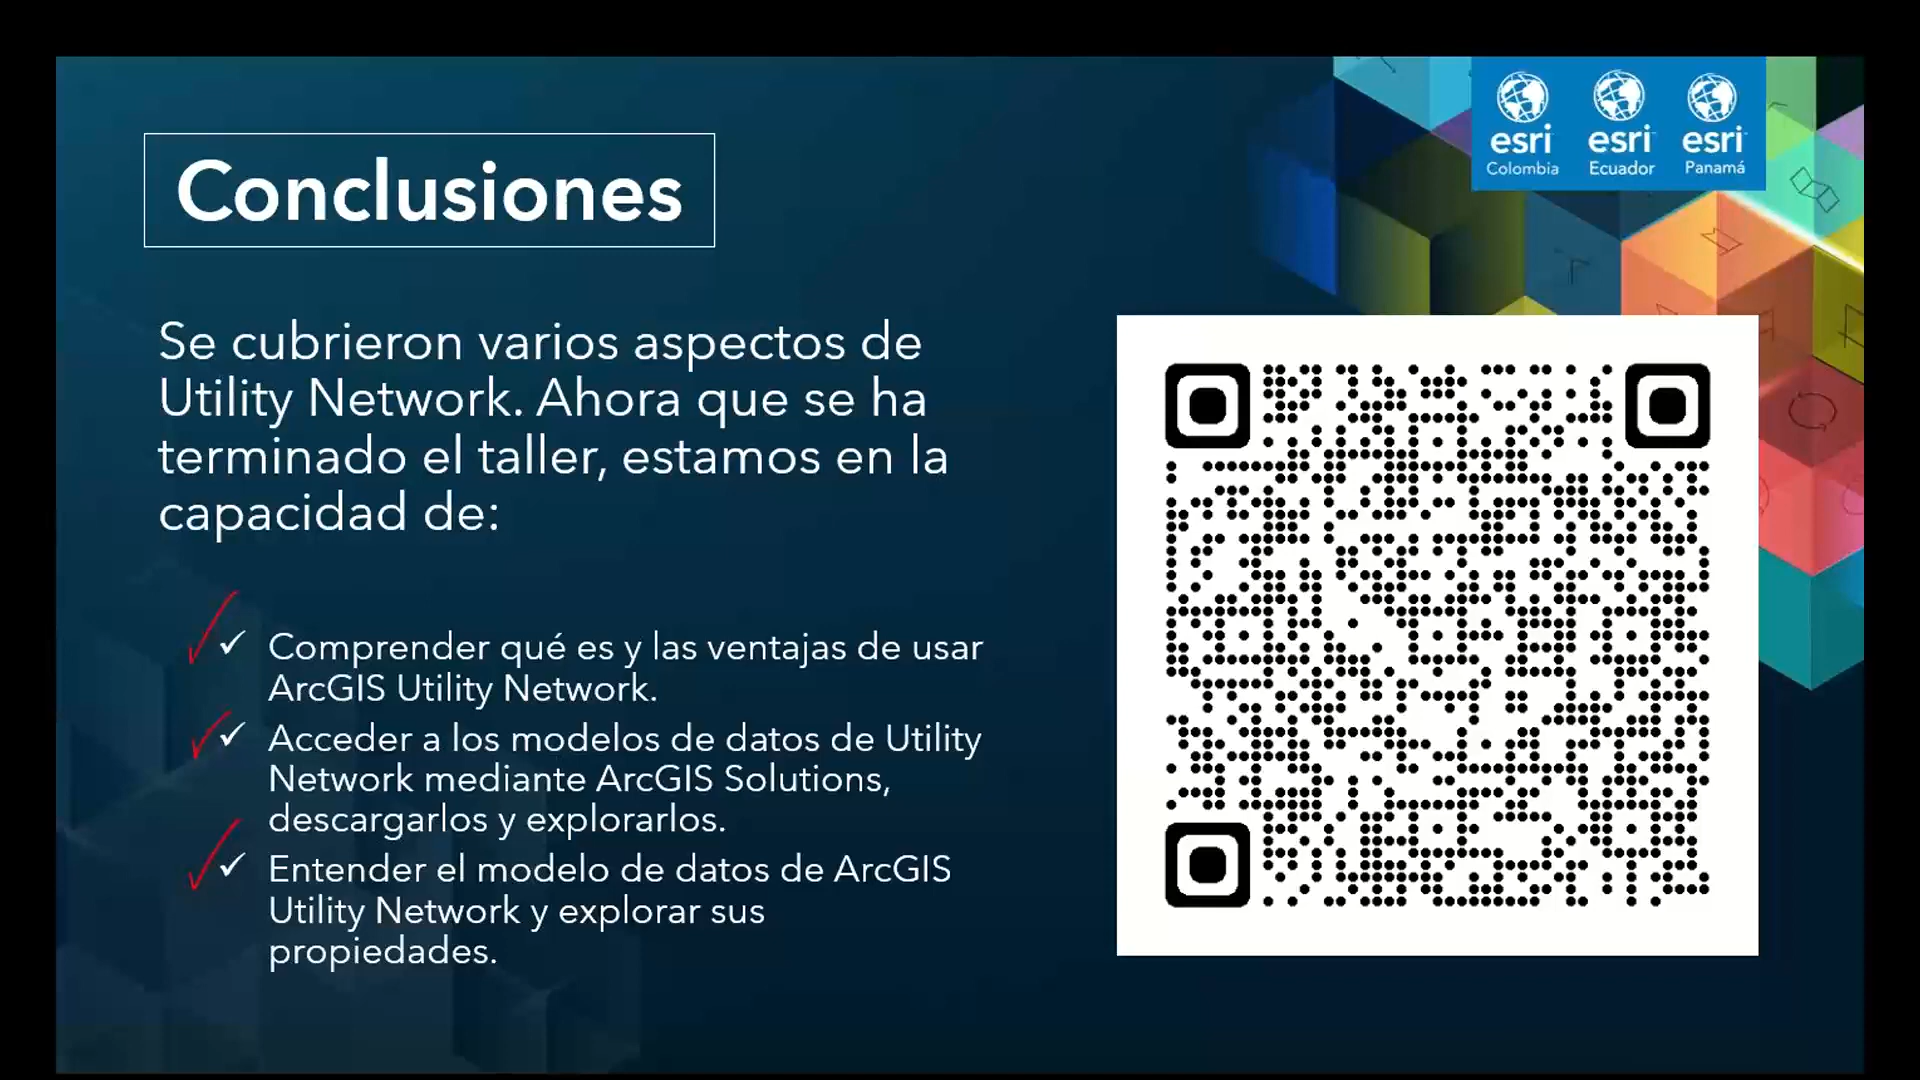 esri esri esri
Colombia Ecuador Panamá
Conclusiones
Se cubrieron varios aspectos de
Utility Network. Ahora que se ha
terminado el taller, estamos en la
capacidad de:
Comprender qué es y las ventajas de usar
ArcGIS Utility Network.
Acceder a los modelos de datos de Utility
Network mediante ArcGIS Solutions,
descargarlos y explorarlos.
Entender el modelo de datos de ArcGIS
Utility Network y explorar sus
propiedades.